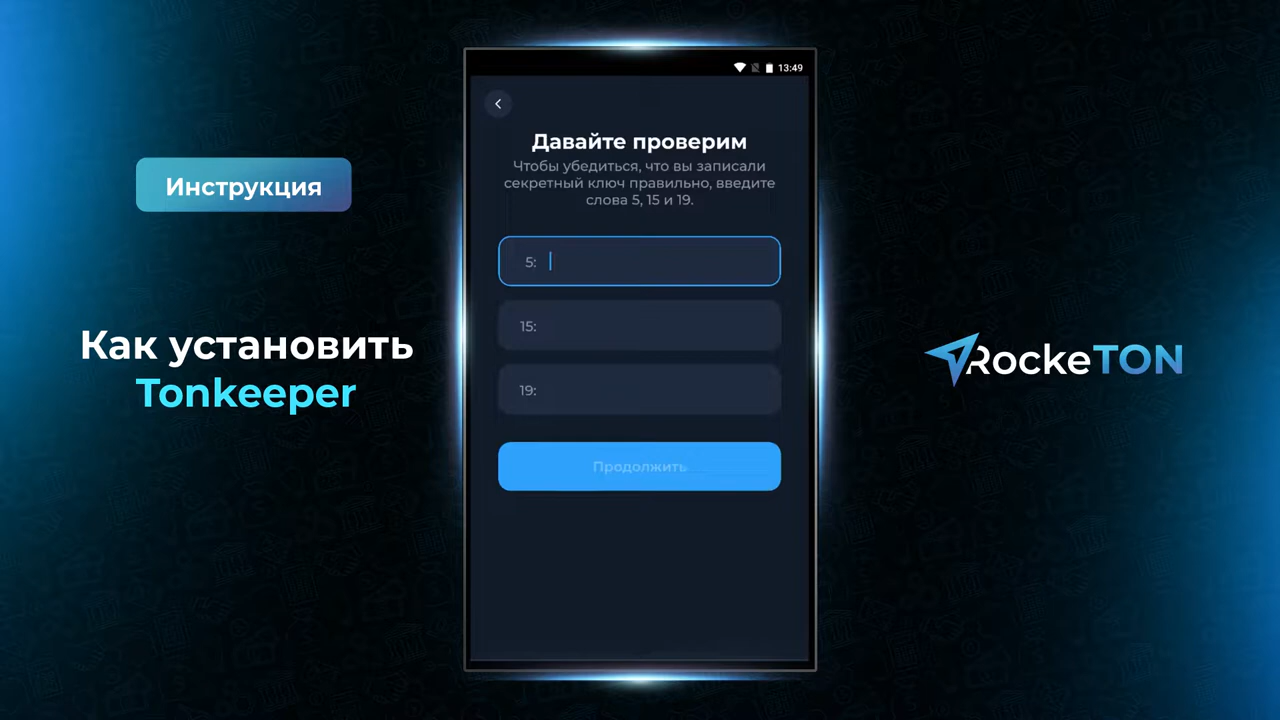 Инструкция
Как установить
Tonkeeper
13:49
Давайте проверим
Чтобы убедиться, что вы записали
секретный ключ правильно, введите
слова 5, 15 и 19.
5:
15:
19:
Продолжить
RockeTON